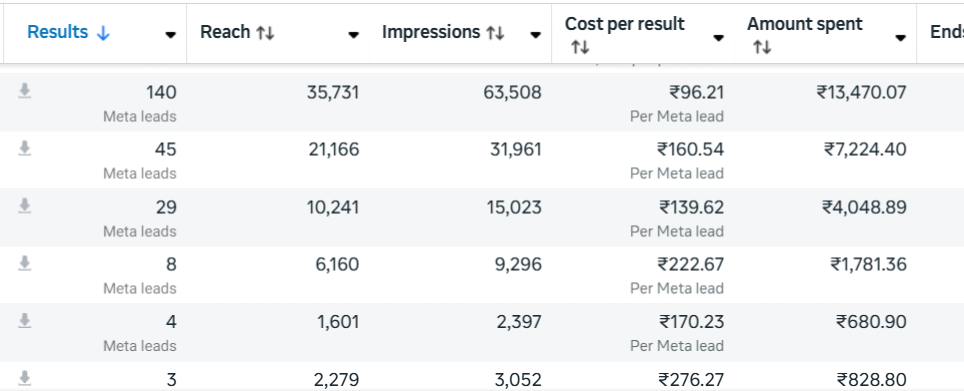 Results Reach Impressions Cost per result Amount spent Ends
140 35,731 63,508 ₹96.21 ₹13,470.07
Meta leads Per Meta lead
45 21,166 31,961 ₹160.54 ₹7,224.40
Meta leads Per Meta lead
29 10,241 15,023 ₹139.62 ₹4,048.89
Meta leads Per Meta lead
8 6,160 9,296 ₹222.67 ₹1,781.36
Meta leads Per Meta lead
4 1,601 2,397 ₹170.23 ₹680.90
Meta leads Per Meta lead
3 2,279 3,052 ₹276.27 ₹828.80